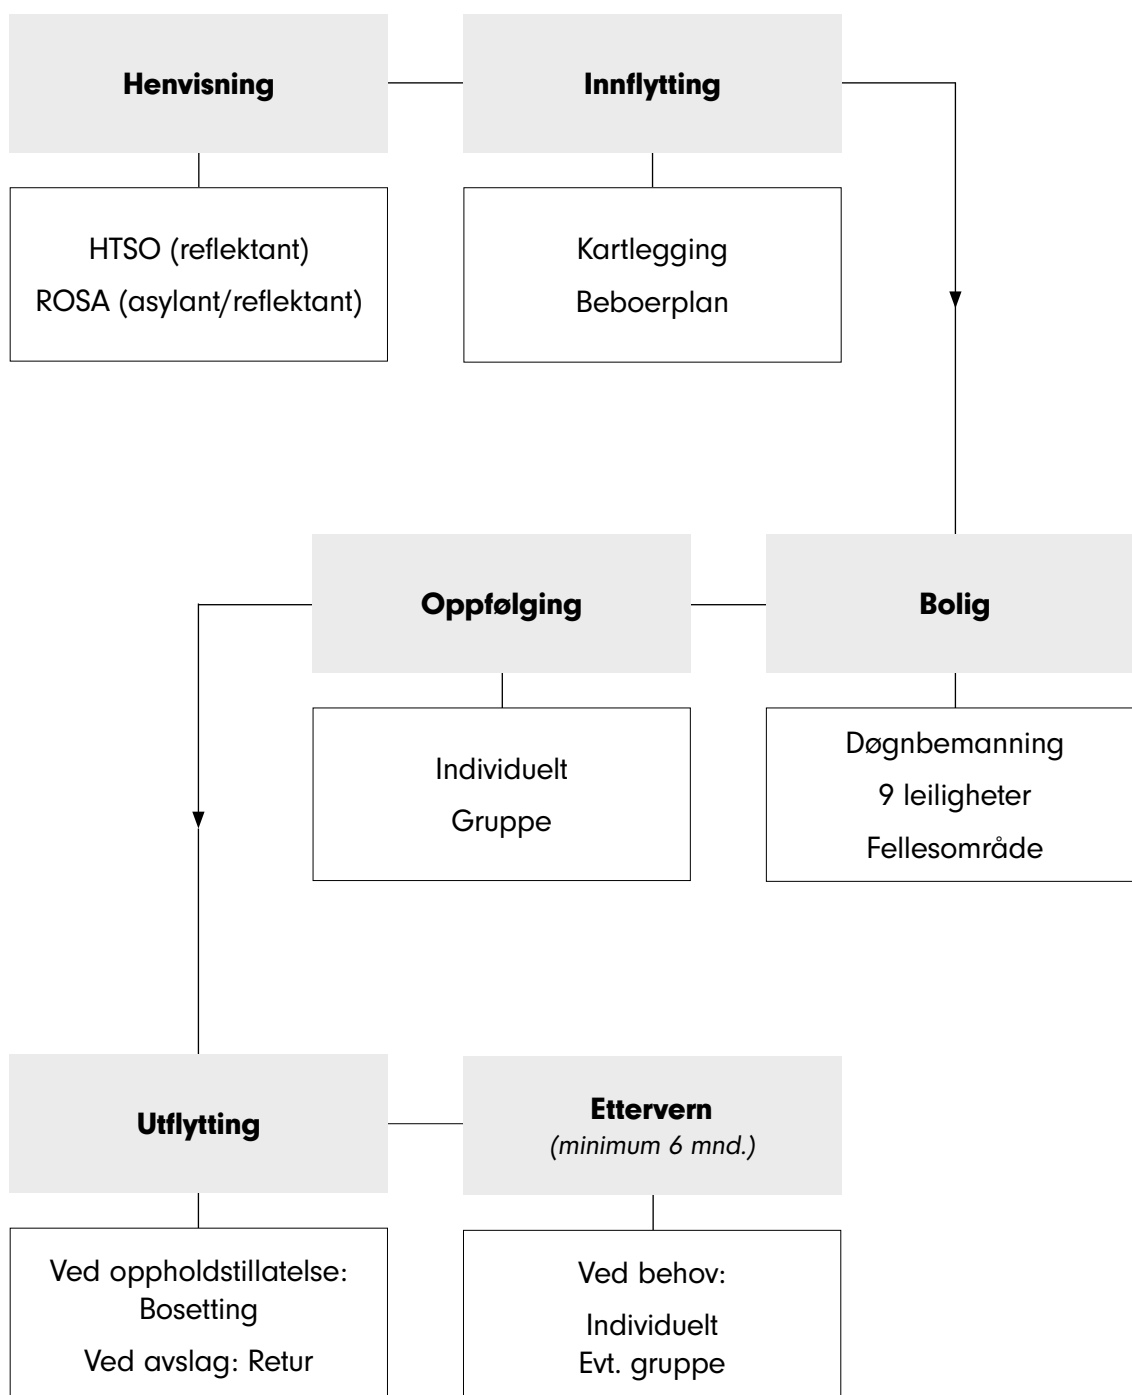 Henvisning
HTSO (reflektant)
ROSA (asylant/reflektant)
Innflytting
Kartlegging
Beboerplan
Bolig
Døgnbemanning
9 leiligheter
Fellesområde
Oppfølging
Individuelt
Gruppe
Utflytting
Ved oppholdstillatelse:
Bosetting
Ved avslag: Retur
Ettervern
(minimum 6 mnd.)
Ved behov:
Individuelt
Evt. gruppe